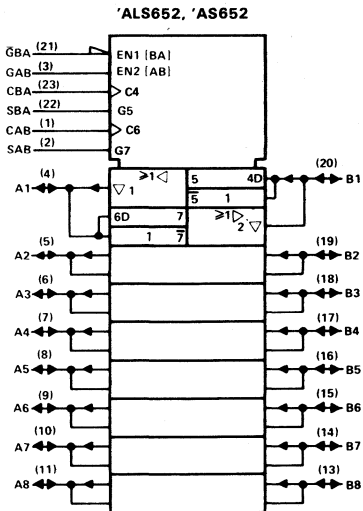 'ALS652, 'AS652
G̅BA (21) EN1 [BA]
GAB (3) EN2 [AB]
CBA (23) C4
SBA (22) G5
CAB (1) C6
SAB (2) G7
A1 (4) ≥1 ◁ ▽ 1 5 4D (20) B1
5̅ 1
6D 7 ≥1 ▷ 2 ▽
1 7̅
A2 (5) (19) B2
A3 (6) (18) B3
A4 (7) (17) B4
A5 (8) (16) B5
A6 (9) (15) B6
A7 (10) (14) B7
A8 (11) (13) B8